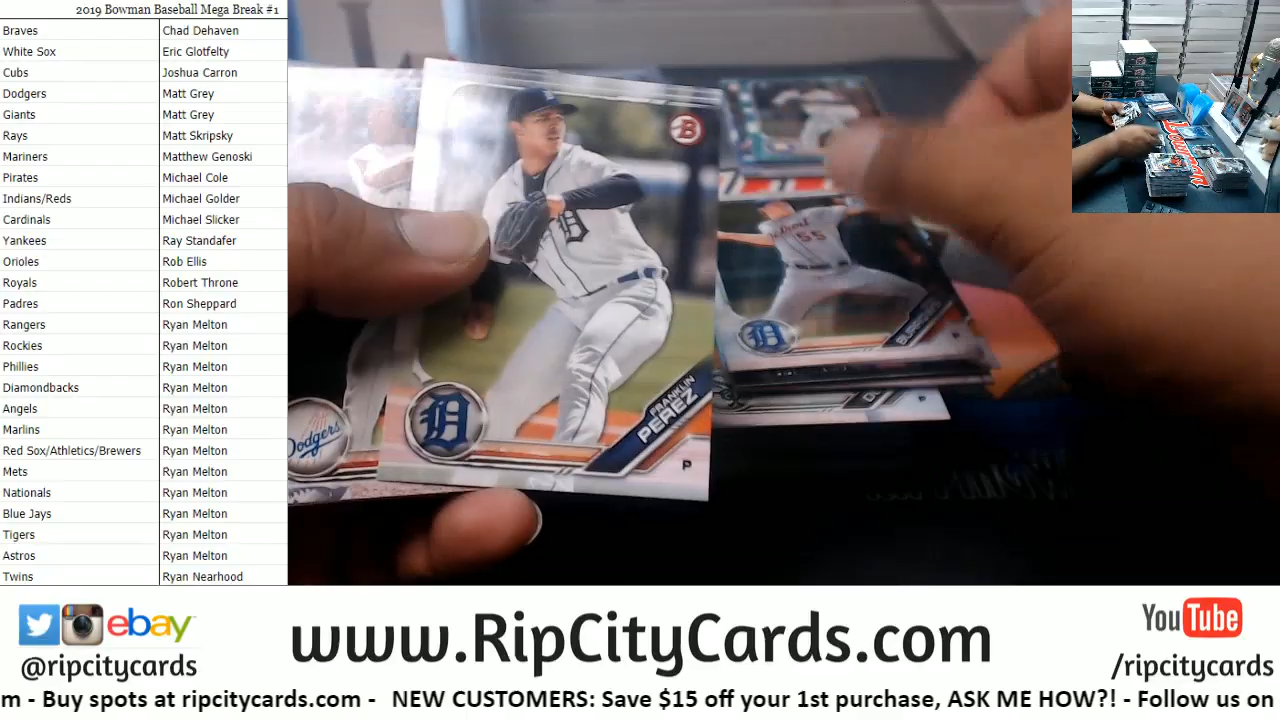 2019 Bowman Baseball Mega Break #1
Braves Chad Dehaven
White Sox Eric Glotfelty
Cubs Joshua Carron
Dodgers Matt Grey
Giants Matt Grey
Rays Matt Skripsky
Mariners Matthew Genoski
Pirates Michael Cole
Indians/Reds Michael Golder
Cardinals Michael Slicker
Yankees Ray Standafer
Orioles Rob Ellis
Royals Robert Throne
Padres Ron Sheppard
Rangers Ryan Melton
Rockies Ryan Melton
Phillies Ryan Melton
Diamondbacks Ryan Melton
Angels Ryan Melton
Marlins Ryan Melton
Red Sox/Athletics/Brewers Ryan Melton
Mets Ryan Melton
Nationals Ryan Melton
Blue Jays Ryan Melton
Tigers Ryan Melton
Astros Ryan Melton
Twins Ryan Nearhood
B
D
D
FRANKLIN
PEREZ
P
Dodgers
Detroit
55
D
P
BOWMAN
ebay
@ripcitycards
www.RipCityCards.com
YouTube
/ripcitycards
m - Buy spots at ripcitycards.com - NEW CUSTOMERS: Save $15 off your 1st purchase, ASK ME HOW?! - Follow us on